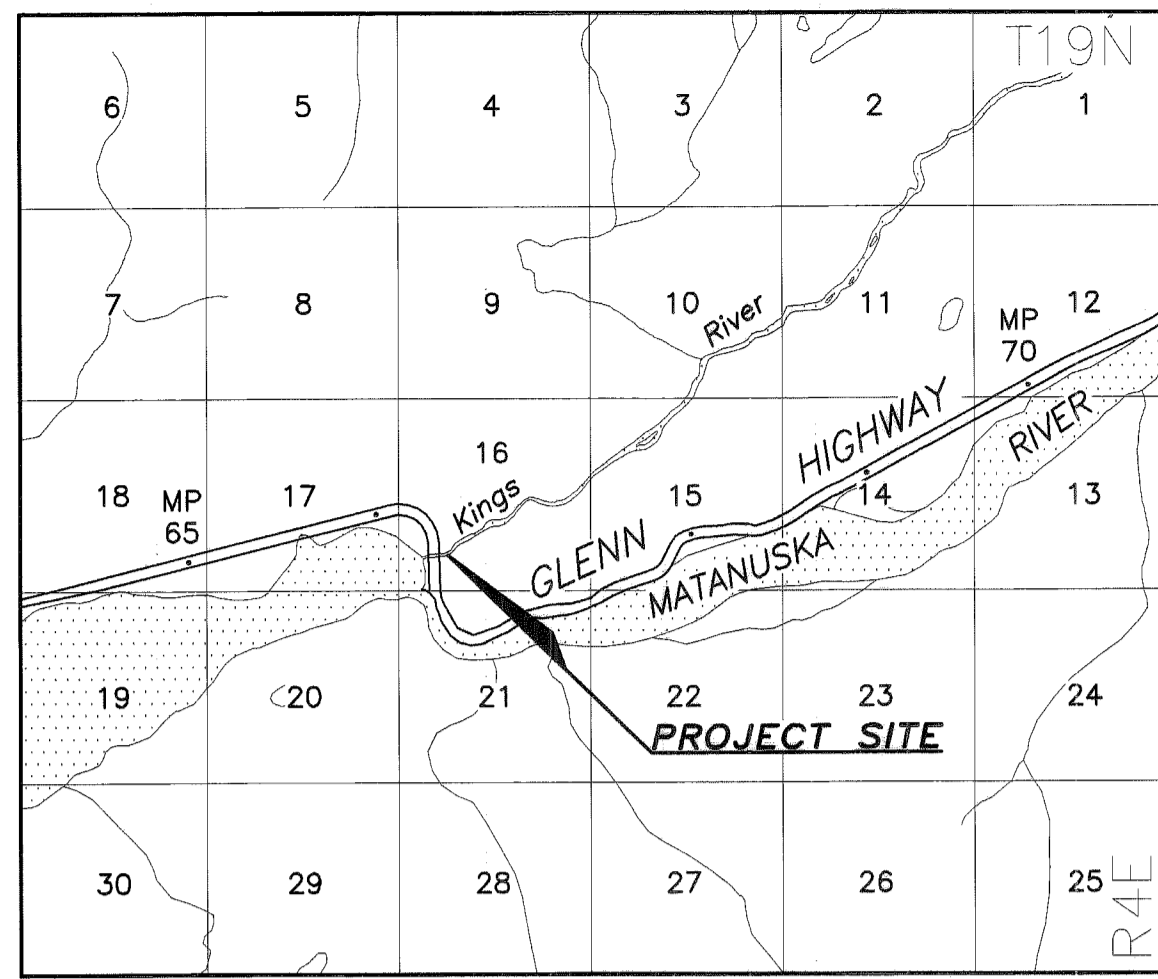 T19N
6 5 4 3 2 1
7 8 9 10 11 12
River
MP
70
18 17 16 15 14 13
MP
65
Kings
GLENN HIGHWAY
MATANUSKA RIVER
19 20 21 22 23 24
PROJECT SITE
30 29 28 27 26 25
R4E